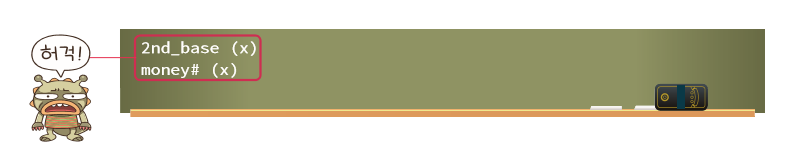 허걱!
2nd_base (x)
money# (x)